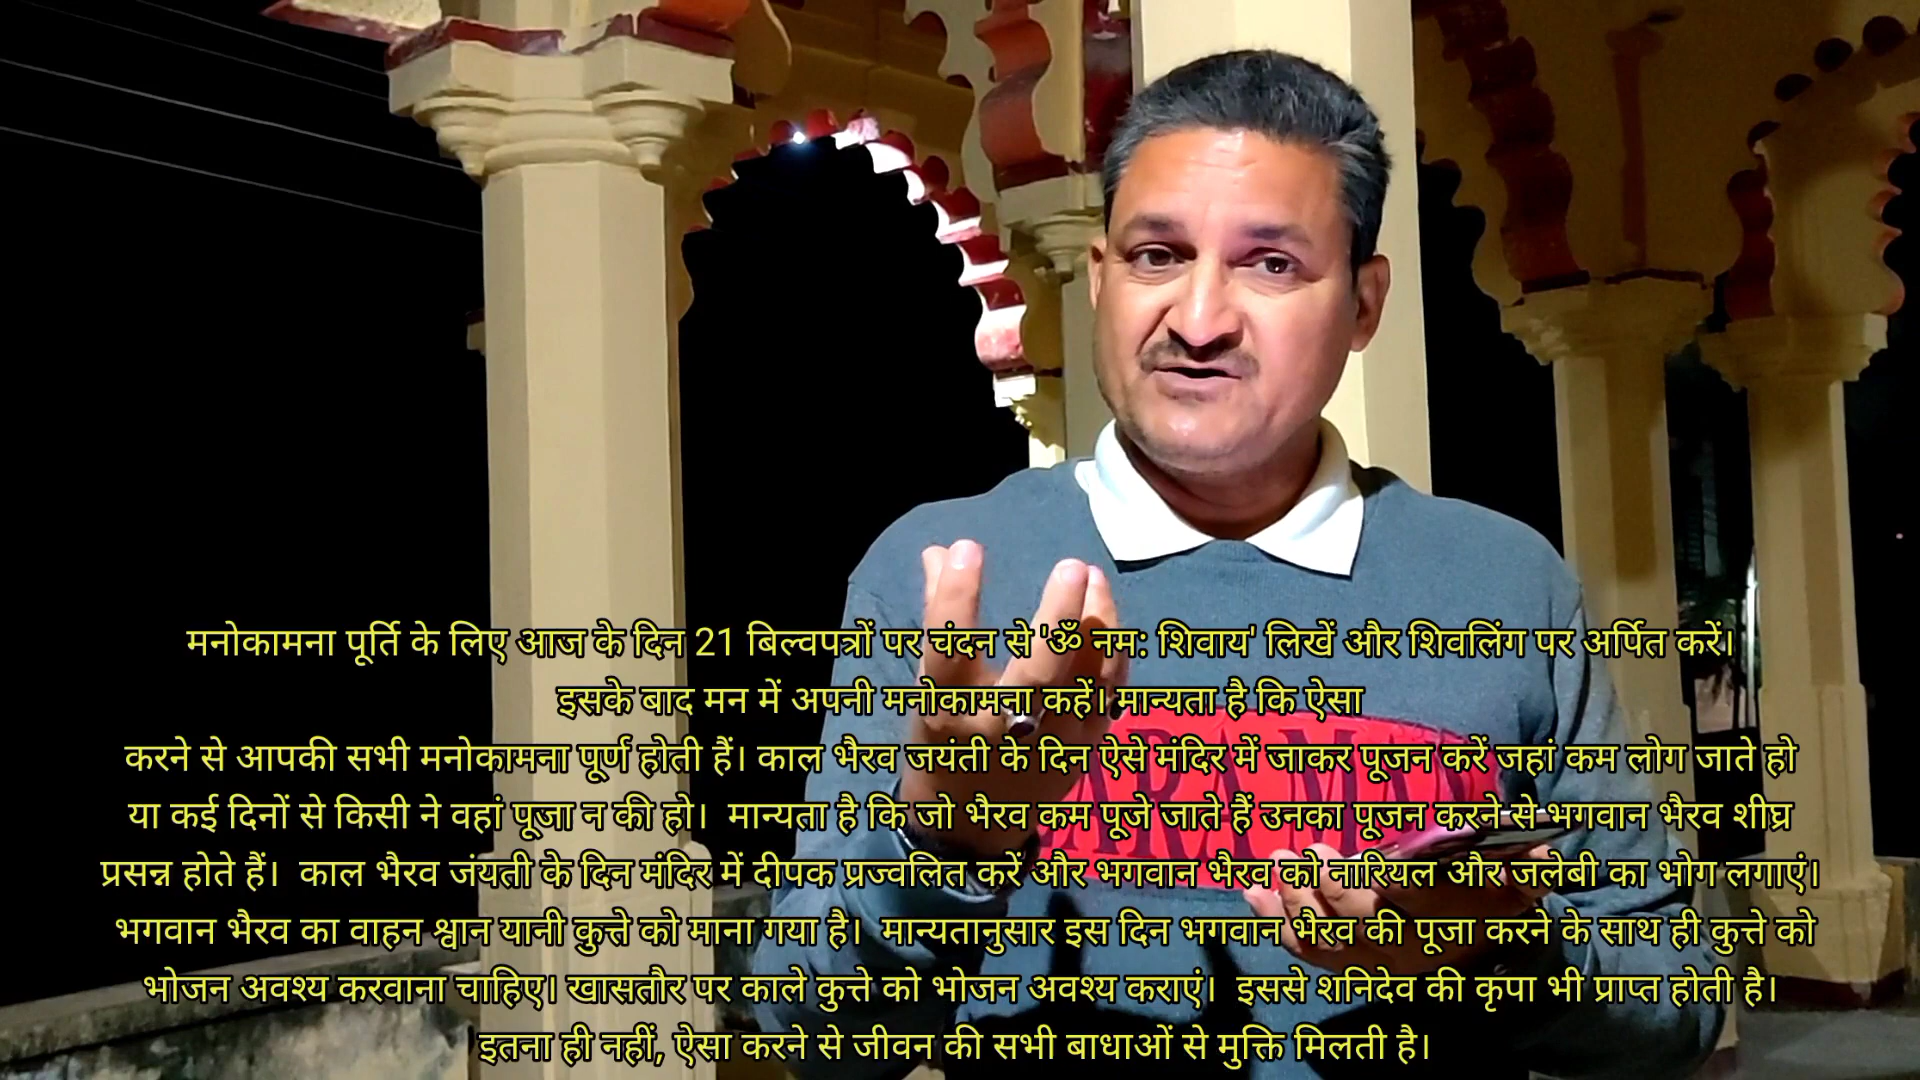 मनोकामना पूर्ति के लिए आज के दिन 21 बिल्वपत्रों पर चंदन से 'ॐ नम: शिवाय' लिखें और शिवलिंग पर अर्पित करें।
इसके बाद मन में अपनी मनोकामना कहें। मान्यता है कि ऐसा
करने से आपकी सभी मनोकामना पूर्ण होती हैं। काल भैरव जयंती के दिन ऐसे मंदिर में जाकर पूजन करें जहां कम लोग जाते हो
या कई दिनों से किसी ने वहां पूजा न की हो। मान्यता है कि जो भैरव कम पूजे जाते हैं उनका पूजन करने से भगवान भैरव शीघ्र
प्रसन्न होते हैं। काल भैरव जंयती के दिन मंदिर में दीपक प्रज्वलित करें और भगवान भैरव को नारियल और जलेबी का भोग लगाएं।
भगवान भैरव का वाहन श्वान यानी कुत्ते को माना गया है। मान्यतानुसार इस दिन भगवान भैरव की पूजा करने के साथ ही कुत्ते को
भोजन अवश्य करवाना चाहिए। खासतौर पर काले कुत्ते को भोजन अवश्य कराएं। इससे शनिदेव की कृपा भी प्राप्त होती है।
इतना ही नहीं, ऐसा करने से जीवन की सभी बाधाओं से मुक्ति मिलती है।